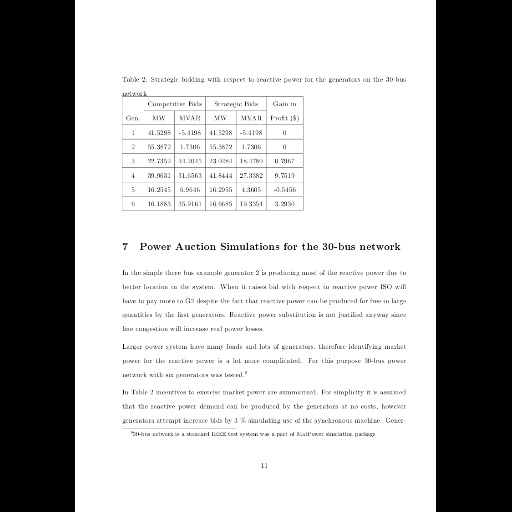 Table 2: Strategic bidding with respect to reactive power for the generators on the 30 bus
network
Competitive Bids Strategic Bids Gain in
Gen. MW MVAR MW MVAR Profit ($)
1 41.5298 -5.4198 41.5298 -5.4198 0
2 55.3872 1.7306 55.3872 1.7306 0
3 22.7352 34.2045 23.0284 18.4780 0.7967
4 39.9631 31.6563 41.8444 27.3382 9.7519
5 16.2545 6.9646 16.2955 4.3605 -0.5456
6 16.1883 35.9161 16.6685 19.3354 3.2930
7 Power Auction Simulations for the 30-bus network
In the simple three bus example generator 2 is producing most of the reactive power due to
better location in the system. When it raises bid with respect to reactive power ISO will
have to pay more to G2 despite the fact that reactive power can be produced for free in large
quantities by the first generators. Reactive power substitution is not justified anyway since
line congestion will increase real power losses.
Larger power system have many loads and lots of generators, therefore identifying market
power for the reactive power is a lot more complicated. For this purpose 30-bus power
network with six generators was tested.8
In Table 2 incentives to exercise market power are summarized. For simplicity it is assumed
that the reactive power demand can be produced by the generators at no costs, however
generators attempt increase bids by 3 % simulating use of the synchronous machine. Gener-
830-bus network is a standard IEEE test system was a part of MatPower simulation package
11